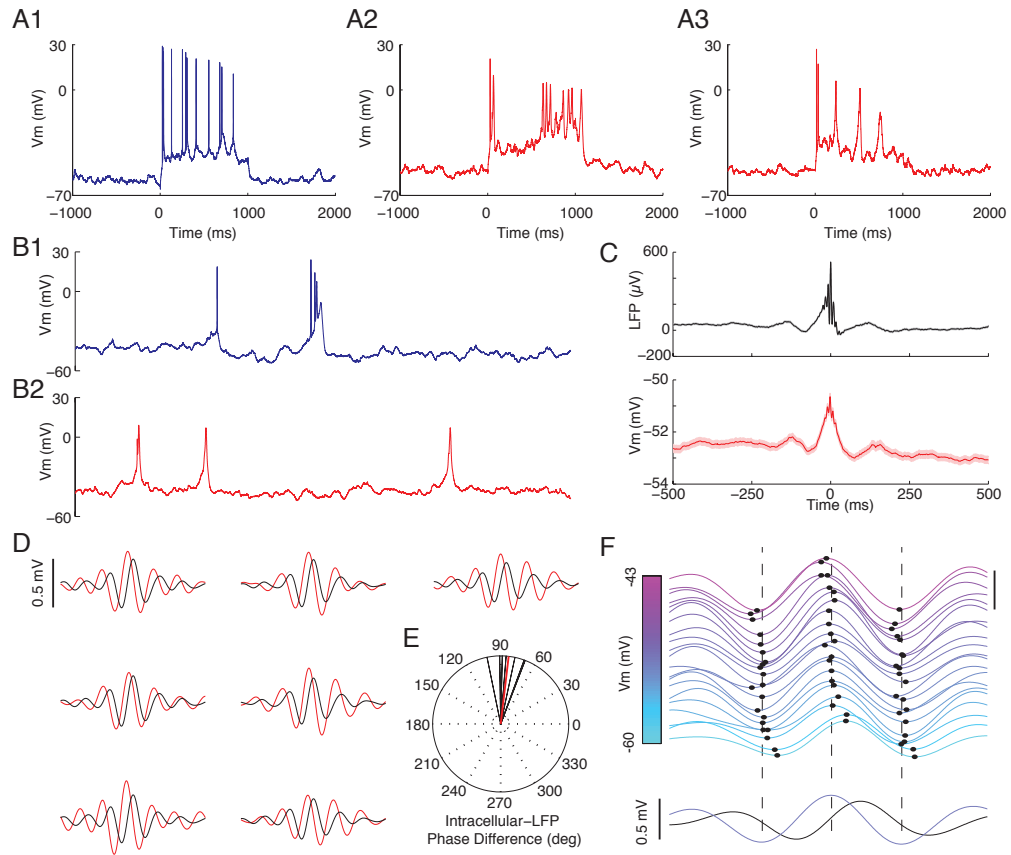 A1
A2
A3
30
0
−70
Vm (mV)
−1000
0
1000
2000
Time (ms)
30
0
−70
Vm (mV)
−1000
0
1000
2000
Time (ms)
30
0
−70
Vm (mV)
−1000
0
1000
2000
Time (ms)
B1
30
0
−60
Vm (mV)
B2
30
0
−60
Vm (mV)
C
600
0
−200
LFP (µV)
−50
−52
−54
Vm (mV)
−500
−250
0
250
500
Time (ms)
D
0.5 mV
E
90
60
30
0
330
300
270
240
210
180
150
120
Intracellular−LFP
Phase Difference (deg)
F
43
-60
Vm (mV)
0.5 mV